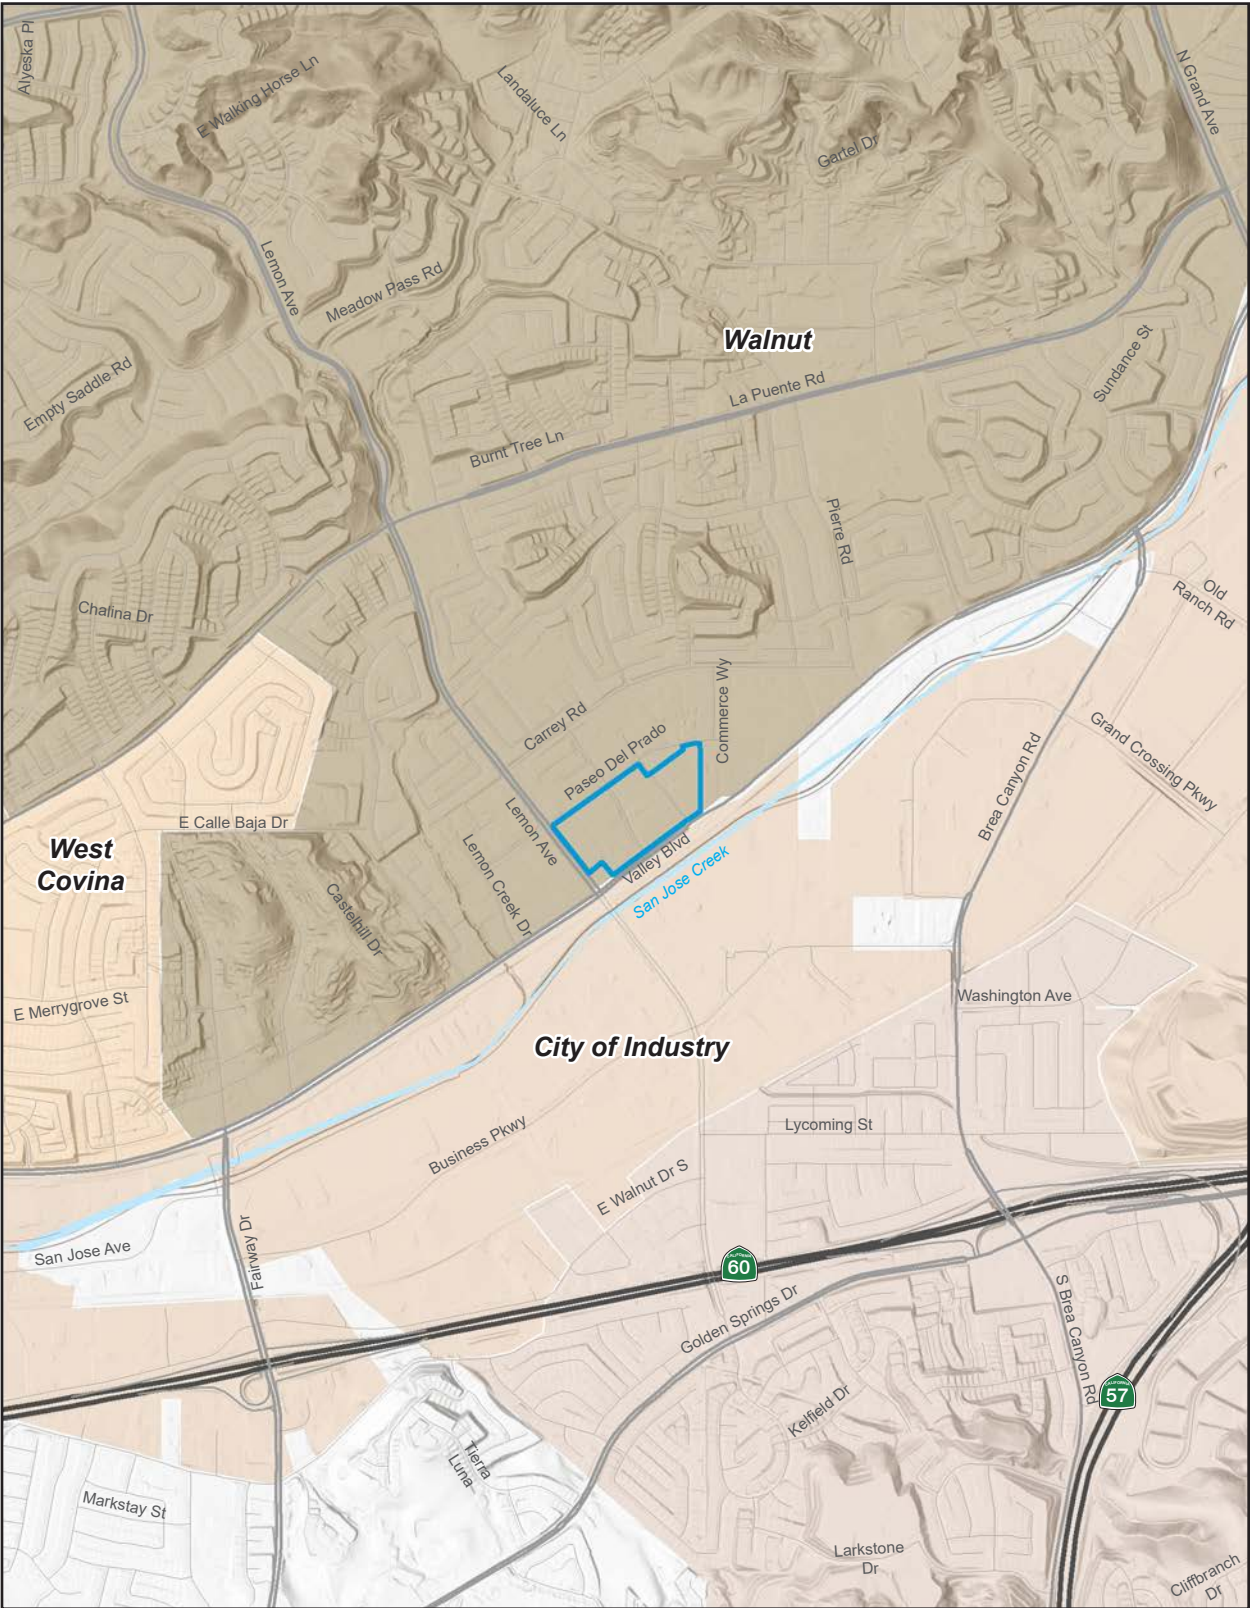 Alyeska Pl
E Walking Horse Ln
Landaluce Ln
N Grand Ave
Gartel Dr
Lemon Ave
Meadow Pass Rd
Walnut
Empty Saddle Rd
Sundance St
La Puente Rd
Burnt Tree Ln
Pierre Rd
Chalina Dr
Old
Ranch Rd
Commerce Wy
Carrey Rd
Paseo Del Prado
Grand Crossing Pkwy
Brea Canyon Rd
E Calle Baja Dr
Lemon Ave
West
Covina
Lemon Creek Dr
Valley Blvd
San Jose Creek
Castelhill Dr
E Merrygrove St
Washington Ave
City of Industry
Lycoming St
Business Pkwy
E Walnut Dr S
San Jose Ave
Fairway Dr
CALIFORNIA
60
Golden Springs Dr
S Brea Canyon Rd
CALIFORNIA
57
Kelfield Dr
Tierra
Luna
Markstay St
Larkstone
Dr
Cliffbranch
Dr